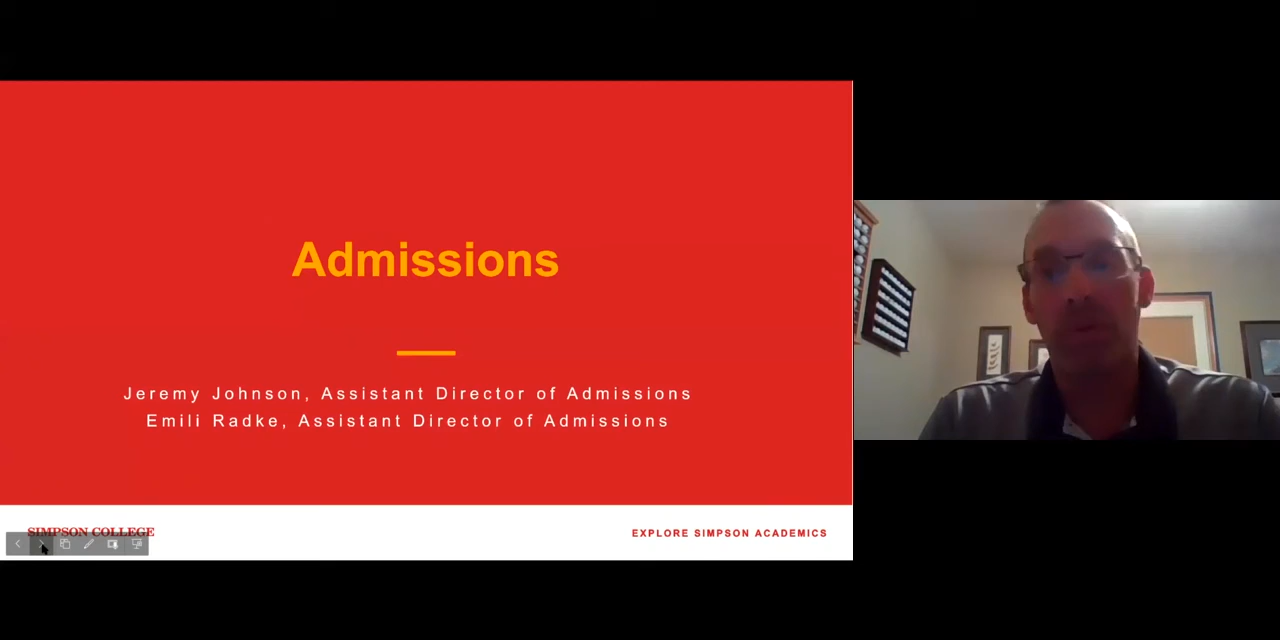 Admissions
Jeremy Johnson, Assistant Director of Admissions
Emili Radke, Assistant Director of Admissions
SIMPSON COLLEGE
EXPLORE SIMPSON ACADEMICS